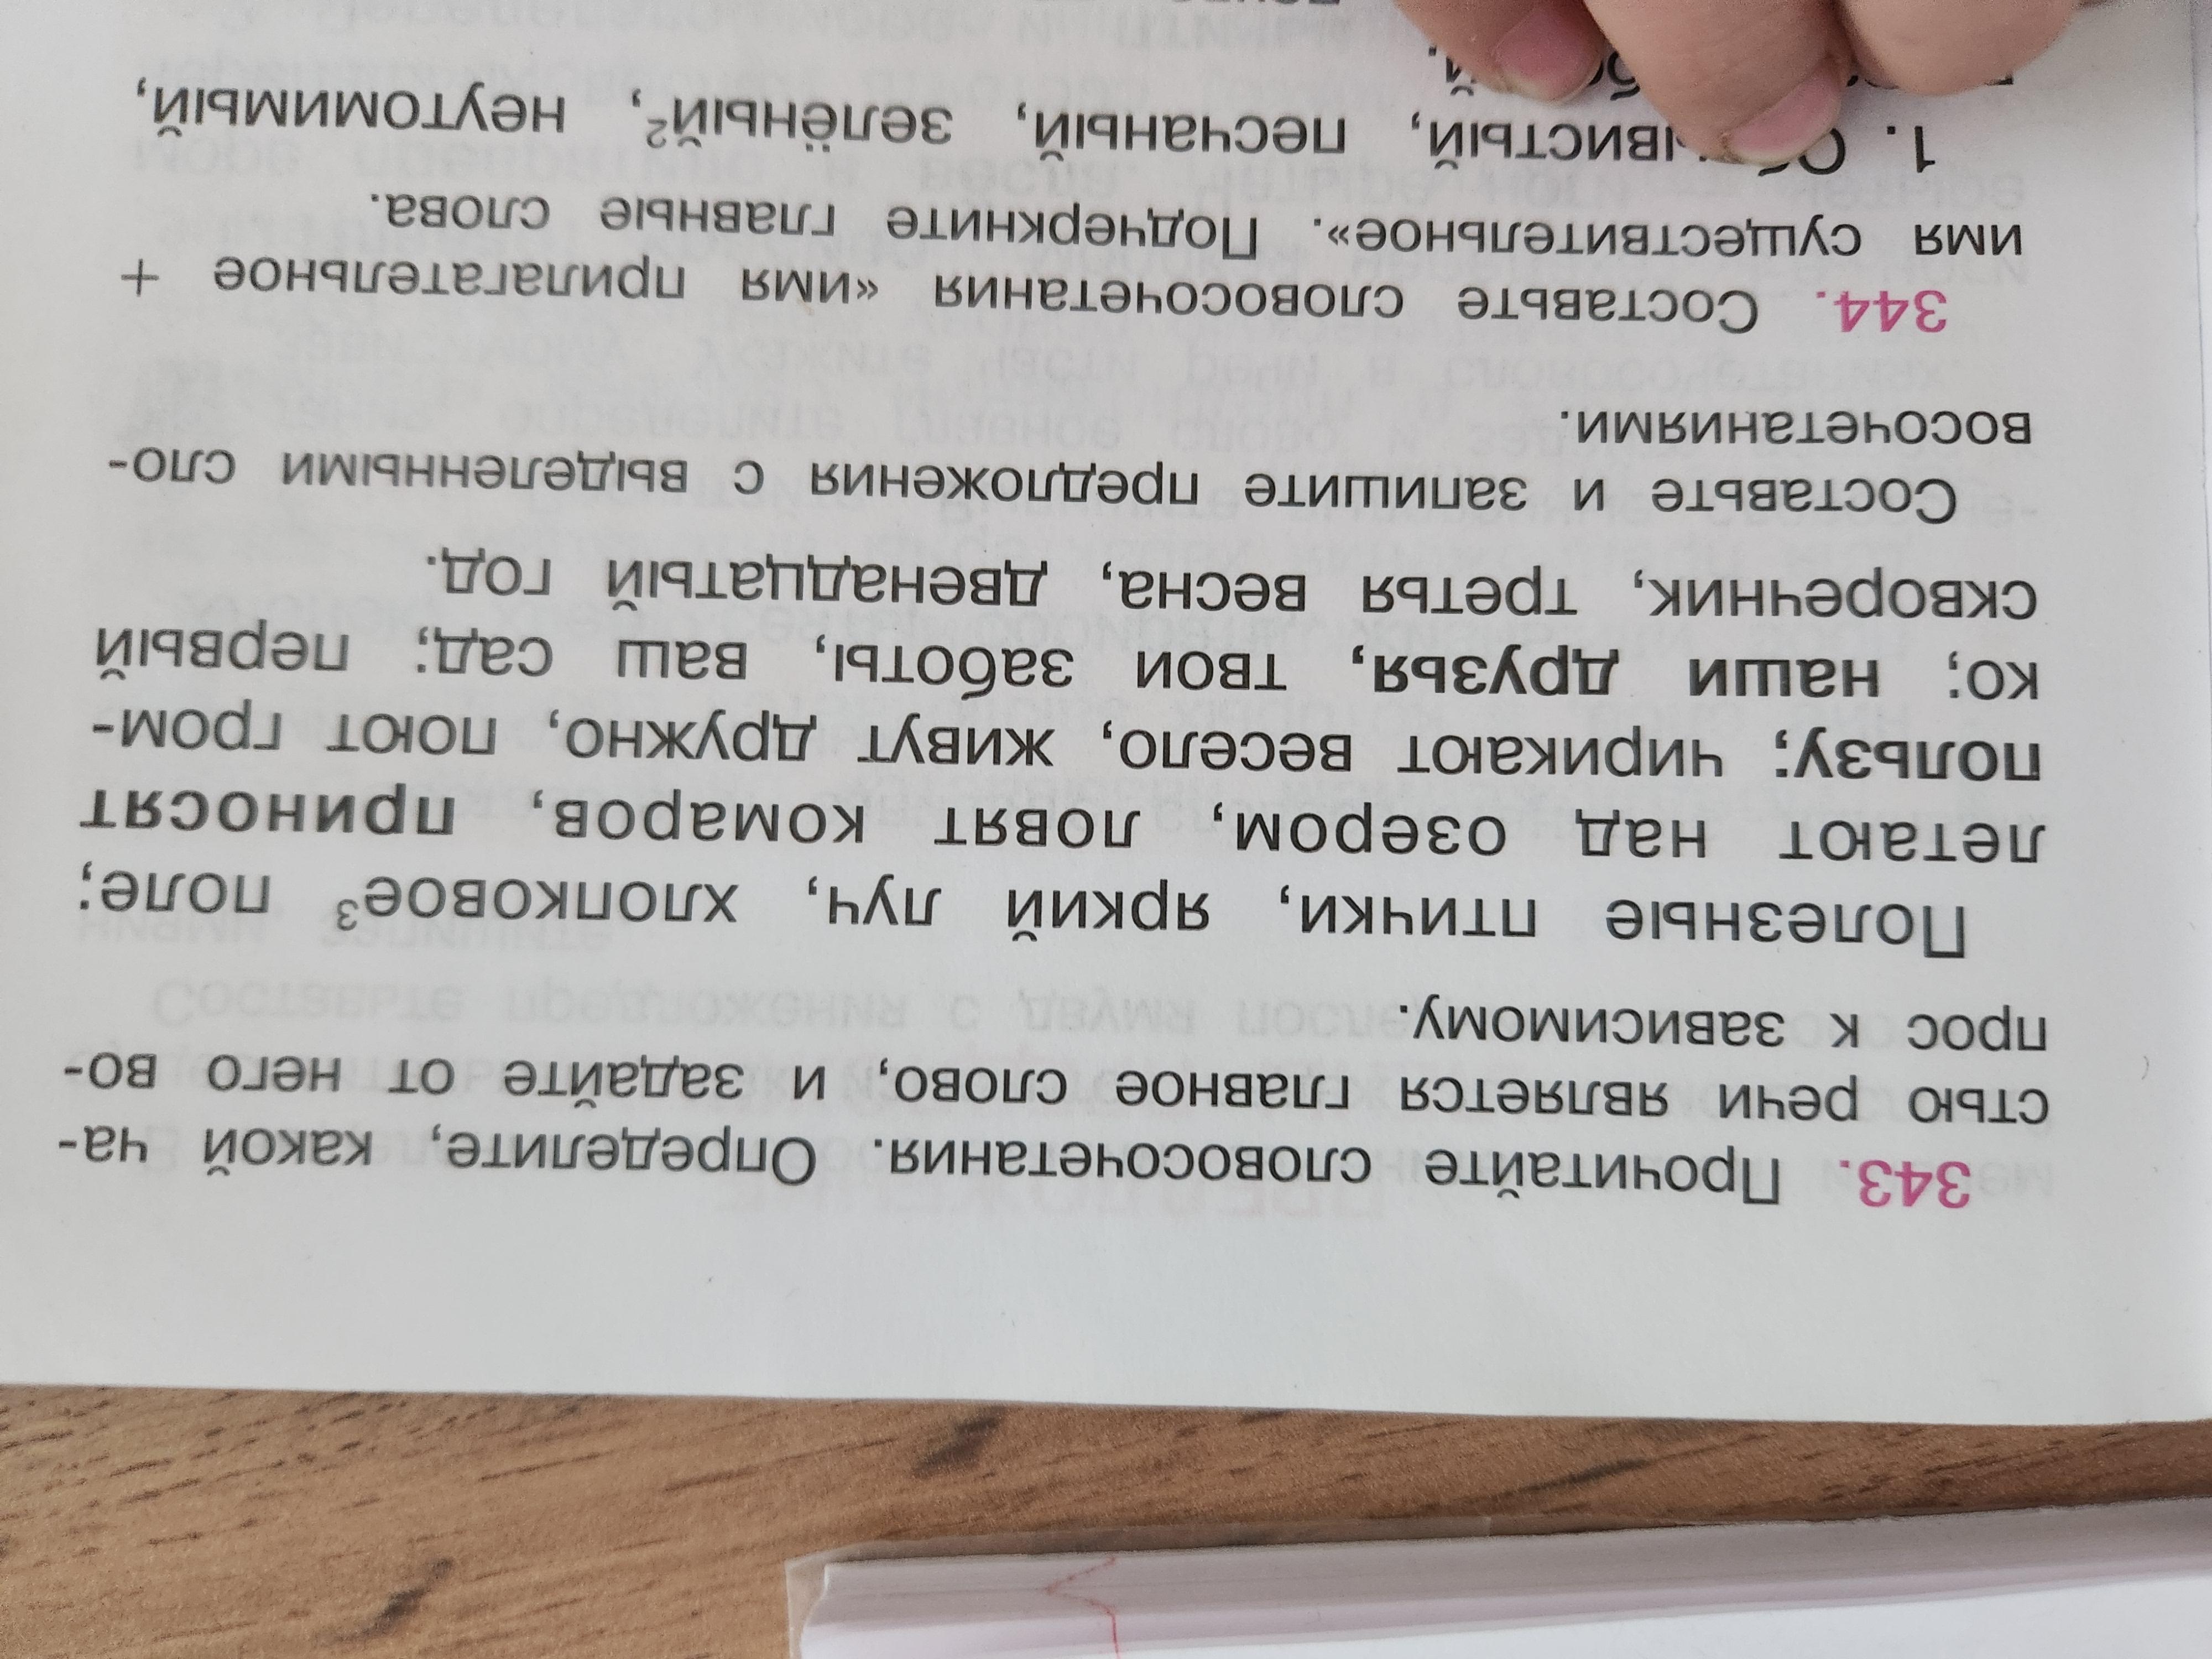 343. Прочитайте словосочетания. Определите, какой ча-
стью речи является главное слово, и задайте от него во-
прос к зависимому.
Полезные птички, яркий луч, хлопковое³ поле;
летают над озером, ловят комаров, приносят
пользу; чирикают весело, живут дружно, поют гром-
ко; наши друзья, твои заботы, ваш сад; первый
скворечник, третья весна, двенадцатый год.
Составьте и запишите предложения с выделенными сло-
восочетаниями.
344. Составьте словосочетания «имя прилагательное +
имя существительное». Подчеркните главные слова.
1. песчаный, зелёный², неутомимый,